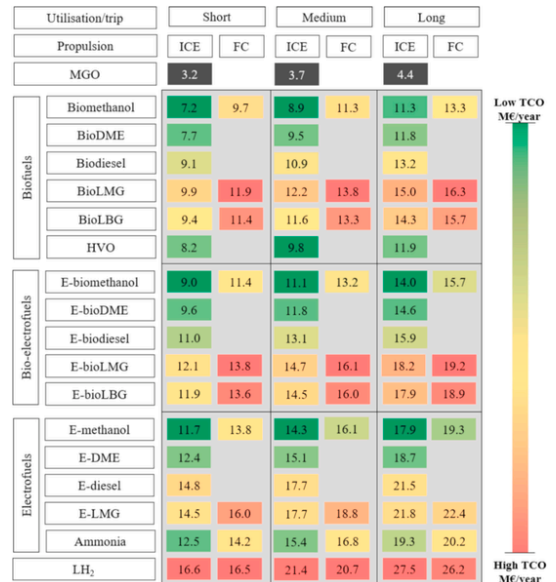 Utilisation/trip Short Medium Long
Propulsion ICE FC ICE FC ICE FC
MGO 3.2 3.7 4.4
Low TCO
M€/year
Biofuels
Biomethanol 7.2 9.7 8.9 11.3 11.3 13.3
BioDME 7.7 9.5 11.8
Biodiesel 9.1 10.9 13.2
BioLMG 9.9 11.9 12.2 13.8 15.0 16.3
BioLBG 9.4 11.4 11.6 13.3 14.3 15.7
HVO 8.2 9.8 11.9
Bio-electrofuels
E-biomethanol 9.0 11.4 11.1 13.2 14.0 15.7
E-bioDME 9.6 11.8 14.6
E-biodiesel 11.0 13.1 15.9
E-bioLMG 12.1 13.8 14.7 16.1 18.2 19.2
E-bioLBG 11.9 13.6 14.5 16.0 17.9 18.9
Electrofuels
E-methanol 11.7 13.8 14.3 16.1 17.9 19.3
E-DME 12.4 15.1 18.7
E-diesel 14.8 17.7 21.5
E-LMG 14.5 16.0 17.7 18.8 21.8 22.4
Ammonia 12.5 14.2 15.4 16.8 19.3 20.2
LH₂ 16.6 16.5 21.4 20.7 27.5 26.2
High TCO
M€/year